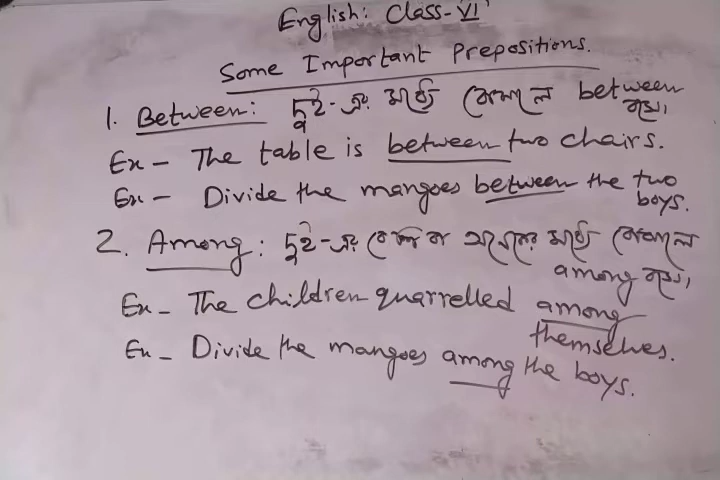 English: Class-VI
Some Important Prepositions.
1. Between: দুই-এর মধ্যে বোঝালে between
বসে।
Ex - The table is between two chairs.
Ex - Divide the mangoes between the two
boys.
2. Among: দুই-এর বেশি বা অনেকের মধ্যে বোঝালে
among বসে।
Ex - The children quarrelled among
themselves.
Ex - Divide the mangoes among the boys.